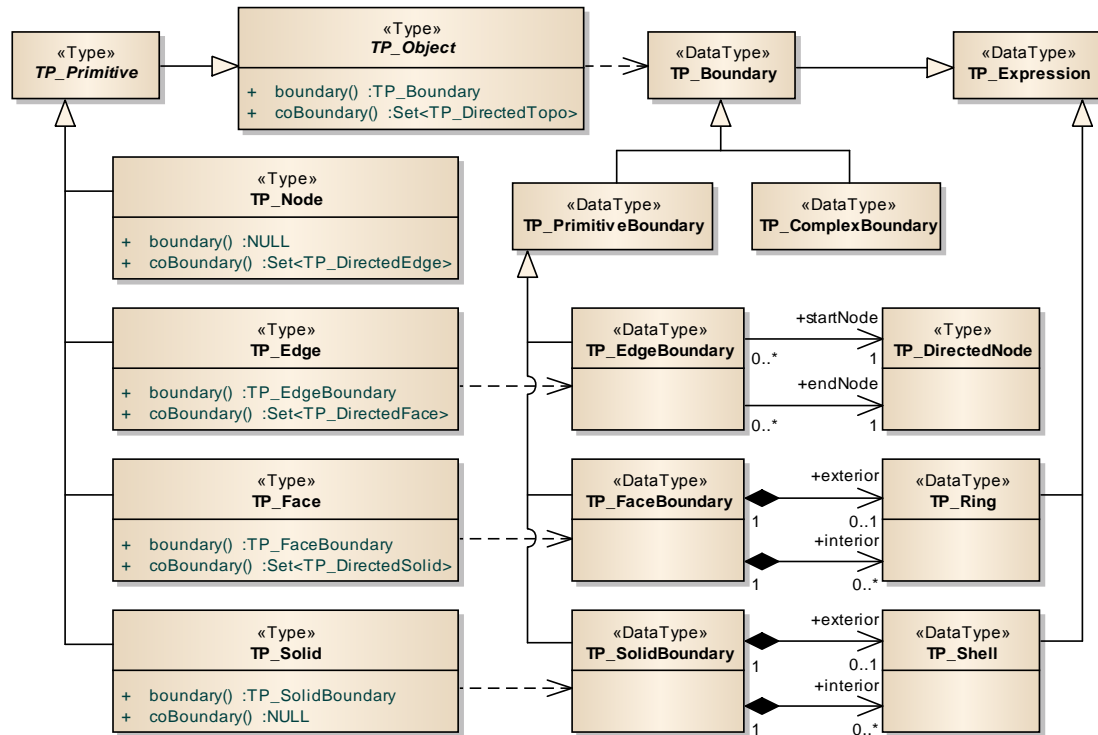 «Type»
TP_Primitive
«Type»
TP_Object
+ boundary() :TP_Boundary
+ coBoundary() :Set<TP_DirectedTopo>
«DataType»
TP_Boundary
«DataType»
TP_Expression
«Type»
TP_Node
+ boundary() :NULL
+ coBoundary() :Set<TP_DirectedEdge>
«DataType»
TP_PrimitiveBoundary
«DataType»
TP_ComplexBoundary
«Type»
TP_Edge
+ boundary() :TP_EdgeBoundary
+ coBoundary() :Set<TP_DirectedFace>
«DataType»
TP_EdgeBoundary
+startNode
0..* 1
+endNode
0..* 1
«Type»
TP_DirectedNode
«Type»
TP_Face
+ boundary() :TP_FaceBoundary
+ coBoundary() :Set<TP_DirectedSolid>
«DataType»
TP_FaceBoundary
+exterior
1 0..1
+interior
1 0..*
«DataType»
TP_Ring
«Type»
TP_Solid
+ boundary() :TP_SolidBoundary
+ coBoundary() :NULL
«DataType»
TP_SolidBoundary
+exterior
1 0..1
+interior
1 0..*
«DataType»
TP_Shell